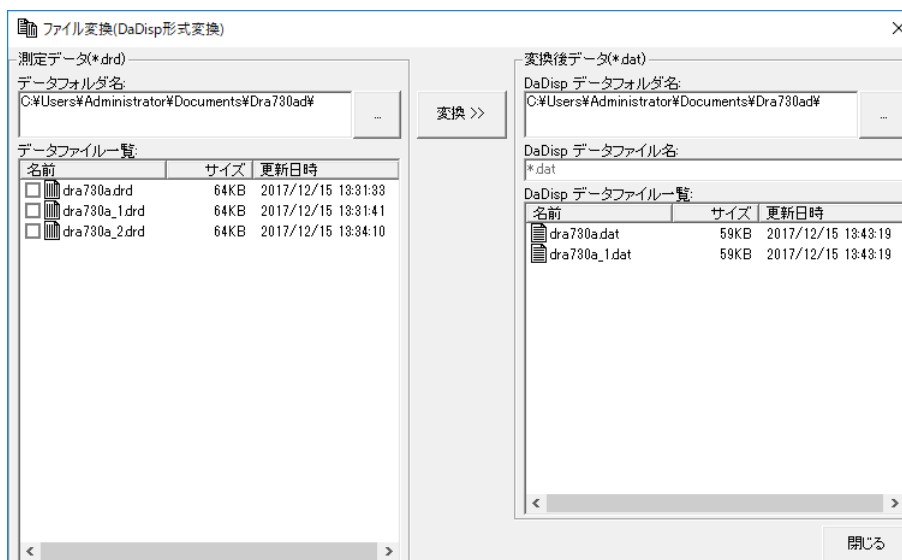 ファイル変換(DaDisp形式変換)
測定データ(*.drd)
データフォルダ名:
C:¥Users¥Administrator¥Documents¥Dra730ad¥
...
データファイル一覧:
名前 サイズ 更新日時
dra730a.drd 64KB 2017/12/15 13:31:33
dra730a_1.drd 64KB 2017/12/15 13:31:41
dra730a_2.drd 64KB 2017/12/15 13:34:10
変換 >>
変換後データ(*.dat)
DaDisp データフォルダ名:
C:¥Users¥Administrator¥Documents¥Dra730ad¥
...
DaDisp データファイル名:
*.dat
DaDisp データファイル一覧:
名前 サイズ 更新日時
dra730a.dat 59KB 2017/12/15 13:43:19
dra730a_1.dat 59KB 2017/12/15 13:43:19
閉じる